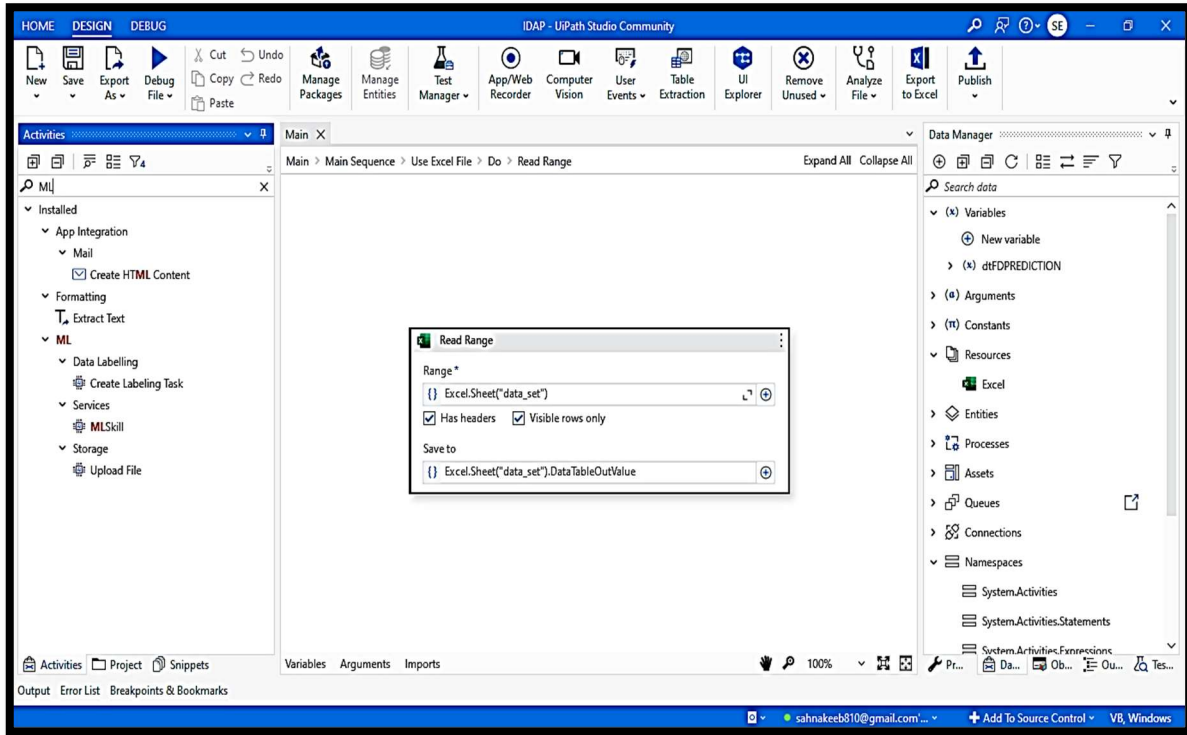 HOME DESIGN DEBUG
IDAP - UiPath Studio Community
SE
New
Save
Export As
Debug File
Cut
Undo
Copy
Redo
Paste
Manage Packages
Manage Entities
Test Manager
App/Web Recorder
Computer Vision
User Events
Table Extraction
UI Explorer
Remove Unused
Analyze File
Export to Excel
Publish
Activities
ML
Installed
App Integration
Mail
Create HTML Content
Formatting
Extract Text
ML
Data Labelling
Create Labeling Task
Services
MLSkill
Storage
Upload File
Activities Project Snippets
Main
Main > Main Sequence > Use Excel File > Do > Read Range
Expand All Collapse All
Read Range
Range *
{} Excel.Sheet("data_set")
Has headers Visible rows only
Save to
{} Excel.Sheet("data_set").DataTableOutValue
Variables Arguments Imports
100%
Data Manager
Search data
(x) Variables
New variable
(x) dtFDPREDICTION
(a) Arguments
(π) Constants
Resources
Excel
Entities
Processes
Assets
Queues
Connections
Namespaces
System.Activities
System.Activities.Statements
System.Activities.Expressions
Pr... Da... Ob... Ou... Tes...
Output Error List Breakpoints & Bookmarks
sahnakeeb810@gmail.com'...
Add To Source Control
VB, Windows